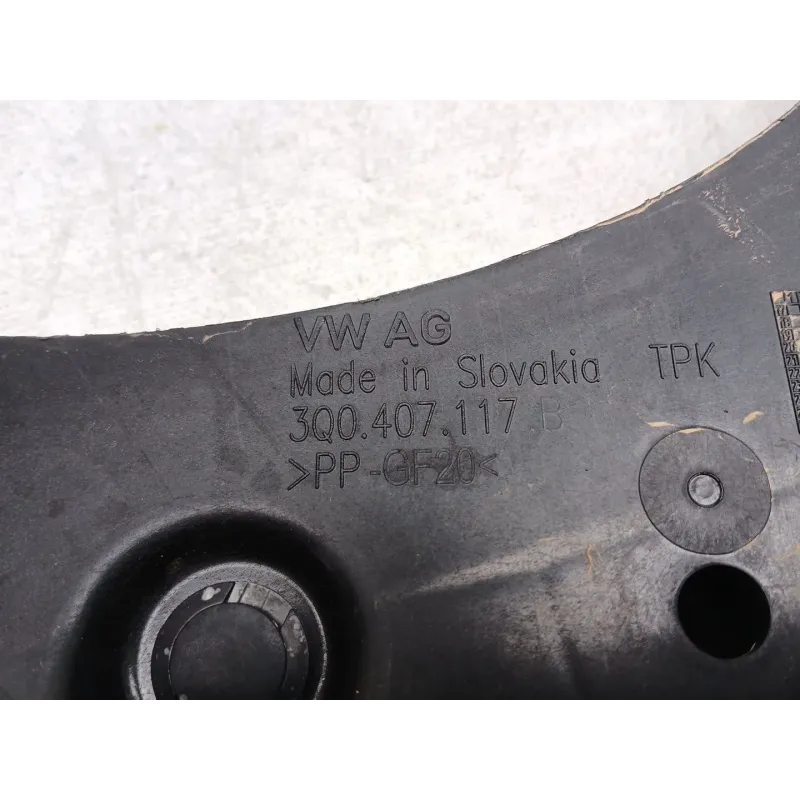 VW AG
Made in Slovakia TPK
3Q0.407.117 B
>PP-GF20<